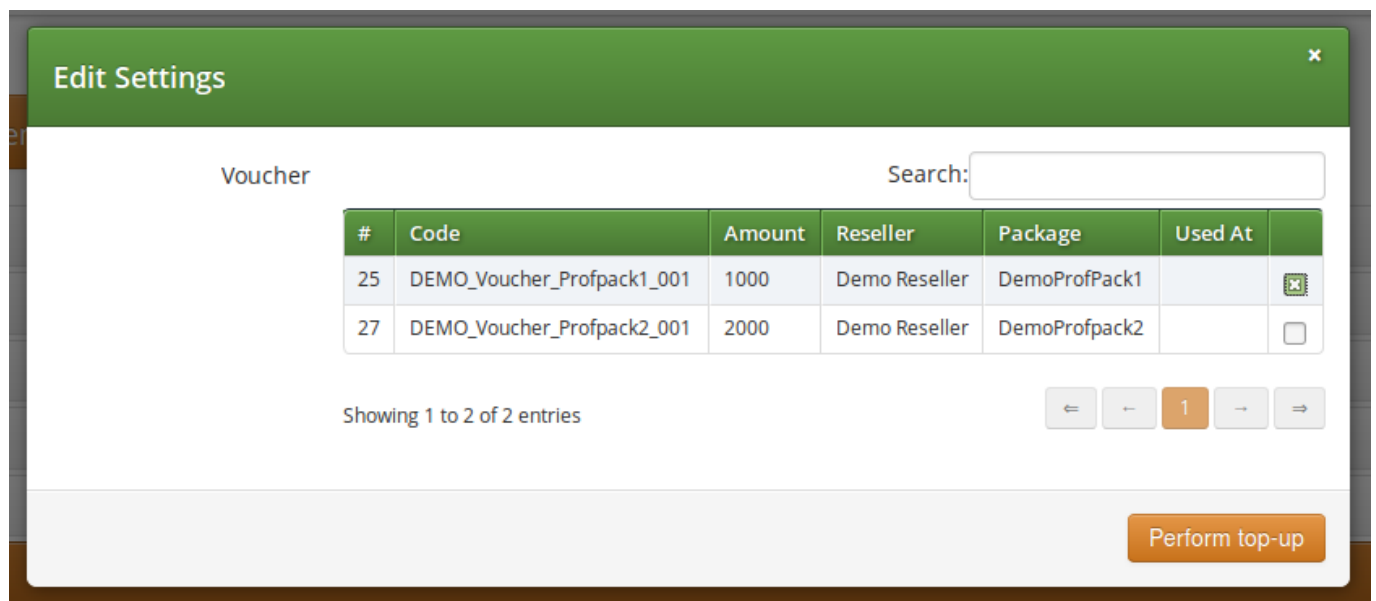 Edit Settings
×
er
Voucher
Search:
# Code Amount Reseller Package Used At
25 DEMO_Voucher_Profpack1_001 1000 Demo Reseller DemoProfPack1
27 DEMO_Voucher_Profpack2_001 2000 Demo Reseller DemoProfpack2
Showing 1 to 2 of 2 entries
⇐ ← 1 → ⇒
Perform top-up